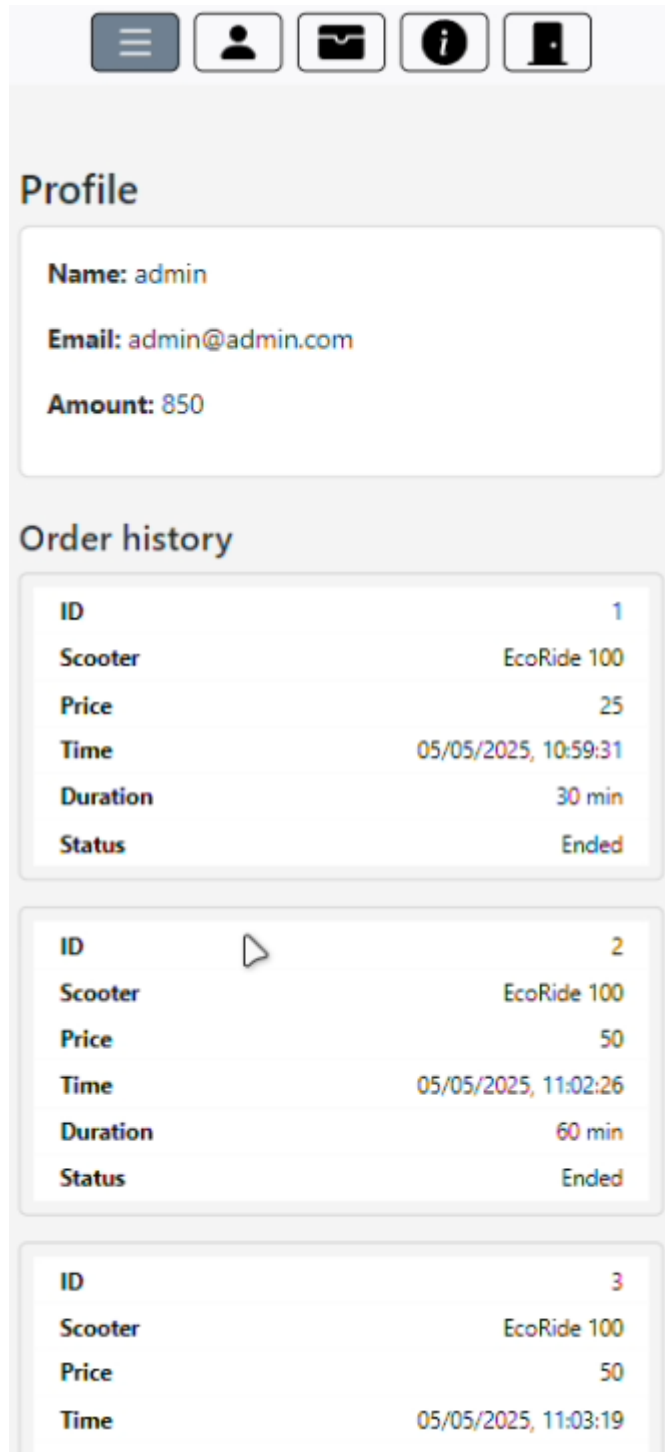 Profile
Name: admin
Email: admin@admin.com
Amount: 850
Order history
ID 1
Scooter EcoRide 100
Price 25
Time 05/05/2025, 10:59:31
Duration 30 min
Status Ended
ID 2
Scooter EcoRide 100
Price 50
Time 05/05/2025, 11:02:26
Duration 60 min
Status Ended
ID 3
Scooter EcoRide 100
Price 50
Time 05/05/2025, 11:03:19